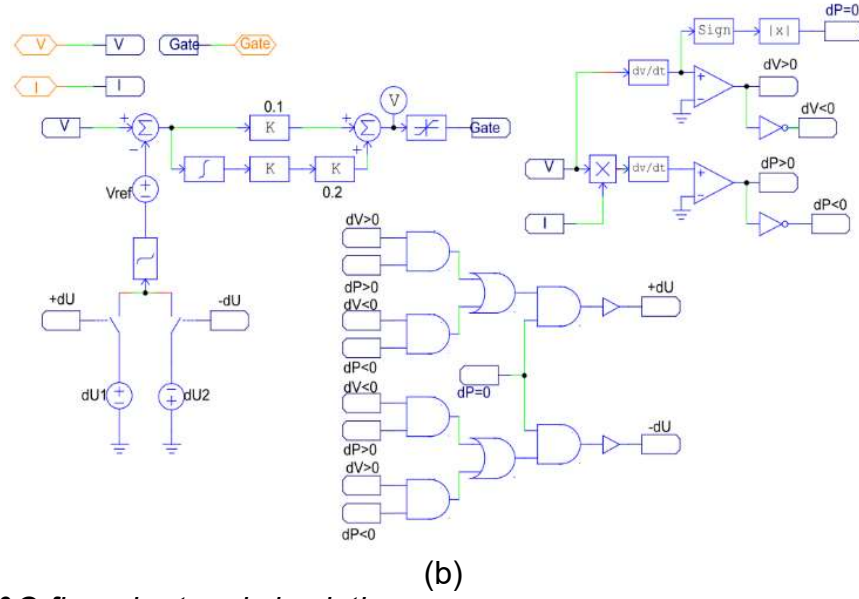 V V Gate Gate
I I
V + Σ − 0.1 K + Σ + V Gate
∫ K K 0.2
Vref + −
+dU -dU
dU1 + − − + dU2
dP=0
Sign |x|
dv/dt + − dV>0
dV<0
V × dv/dt + − dP>0
I dP<0
dV>0
dP>0
dV<0
dP<0
dV<0
dP>0
dV>0
dP<0
dP=0
+dU
-dU
(b)